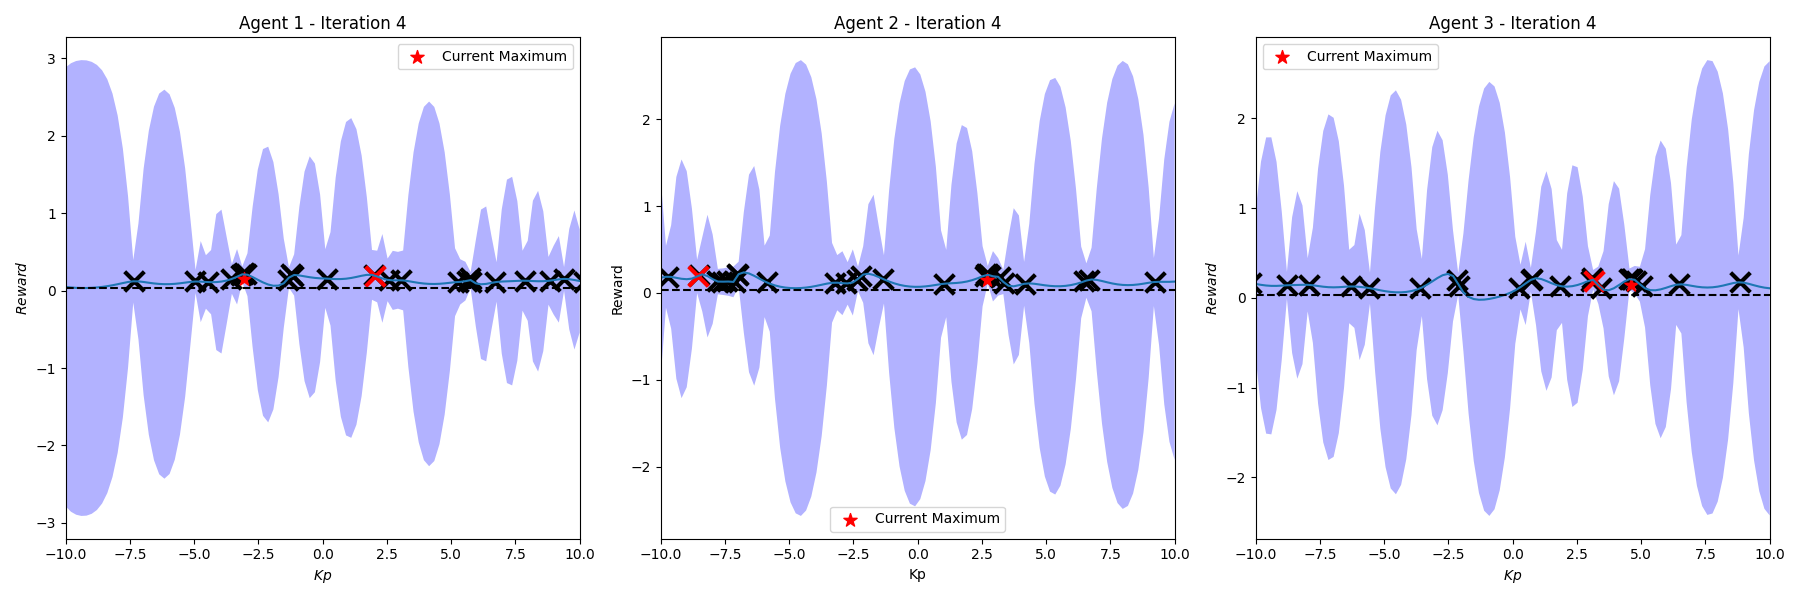 Agent 1 - Iteration 4
Current Maximum
3
2
1
0
−1
−2
−3
Reward
−10.0 −7.5 −5.0 −2.5 0.0 2.5 5.0 7.5 10.0
Kp
Agent 2 - Iteration 4
2
1
0
−1
−2
Reward
Current Maximum
−10.0 −7.5 −5.0 −2.5 0.0 2.5 5.0 7.5 10.0
Kp
Agent 3 - Iteration 4
Current Maximum
2
1
0
−1
−2
Reward
−10.0 −7.5 −5.0 −2.5 0.0 2.5 5.0 7.5 10.0
Kp